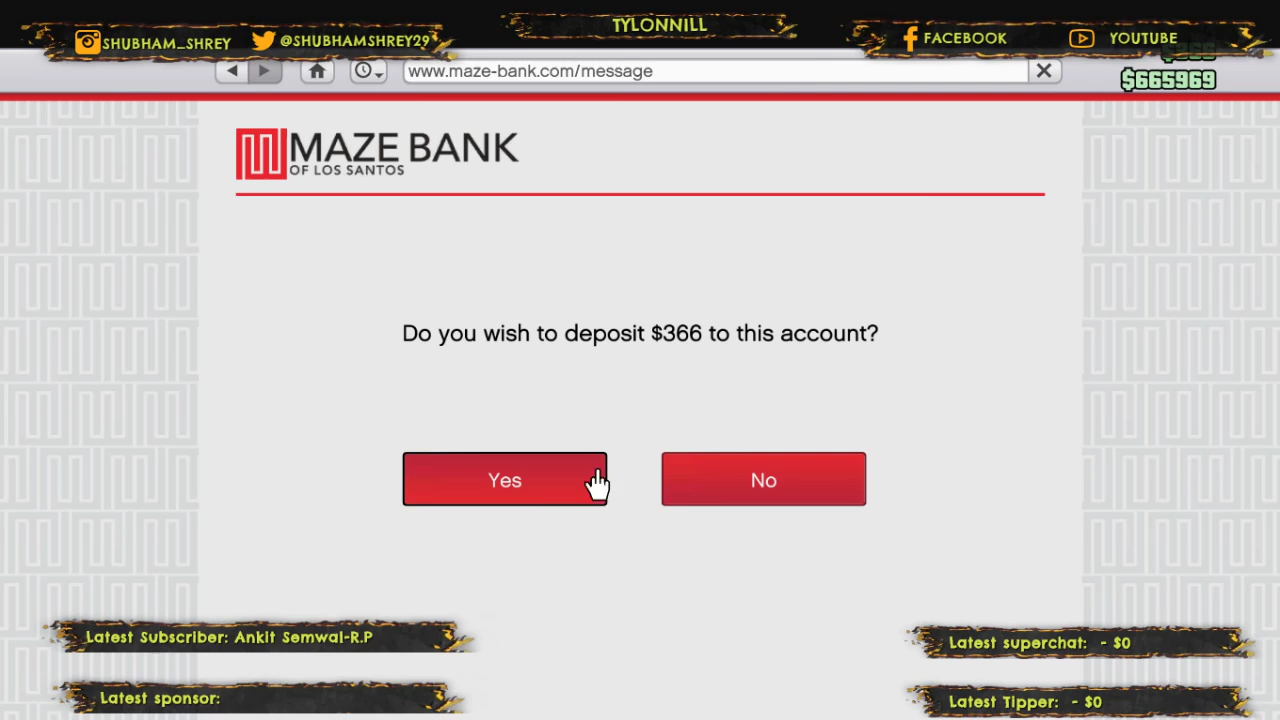 TYLONNILL
SHUBHAM_SHREY
@SHUBHAMSHREY29
FACEBOOK
YOUTUBE
www.maze-bank.com/message
$665969
MAZE BANK
OF LOS SANTOS
Do you wish to deposit $366 to this account?
Yes
No
Latest Subscriber: Ankit Semwal-R.P
Latest superchat: - $0
Latest sponsor:
Latest Tipper: - $0